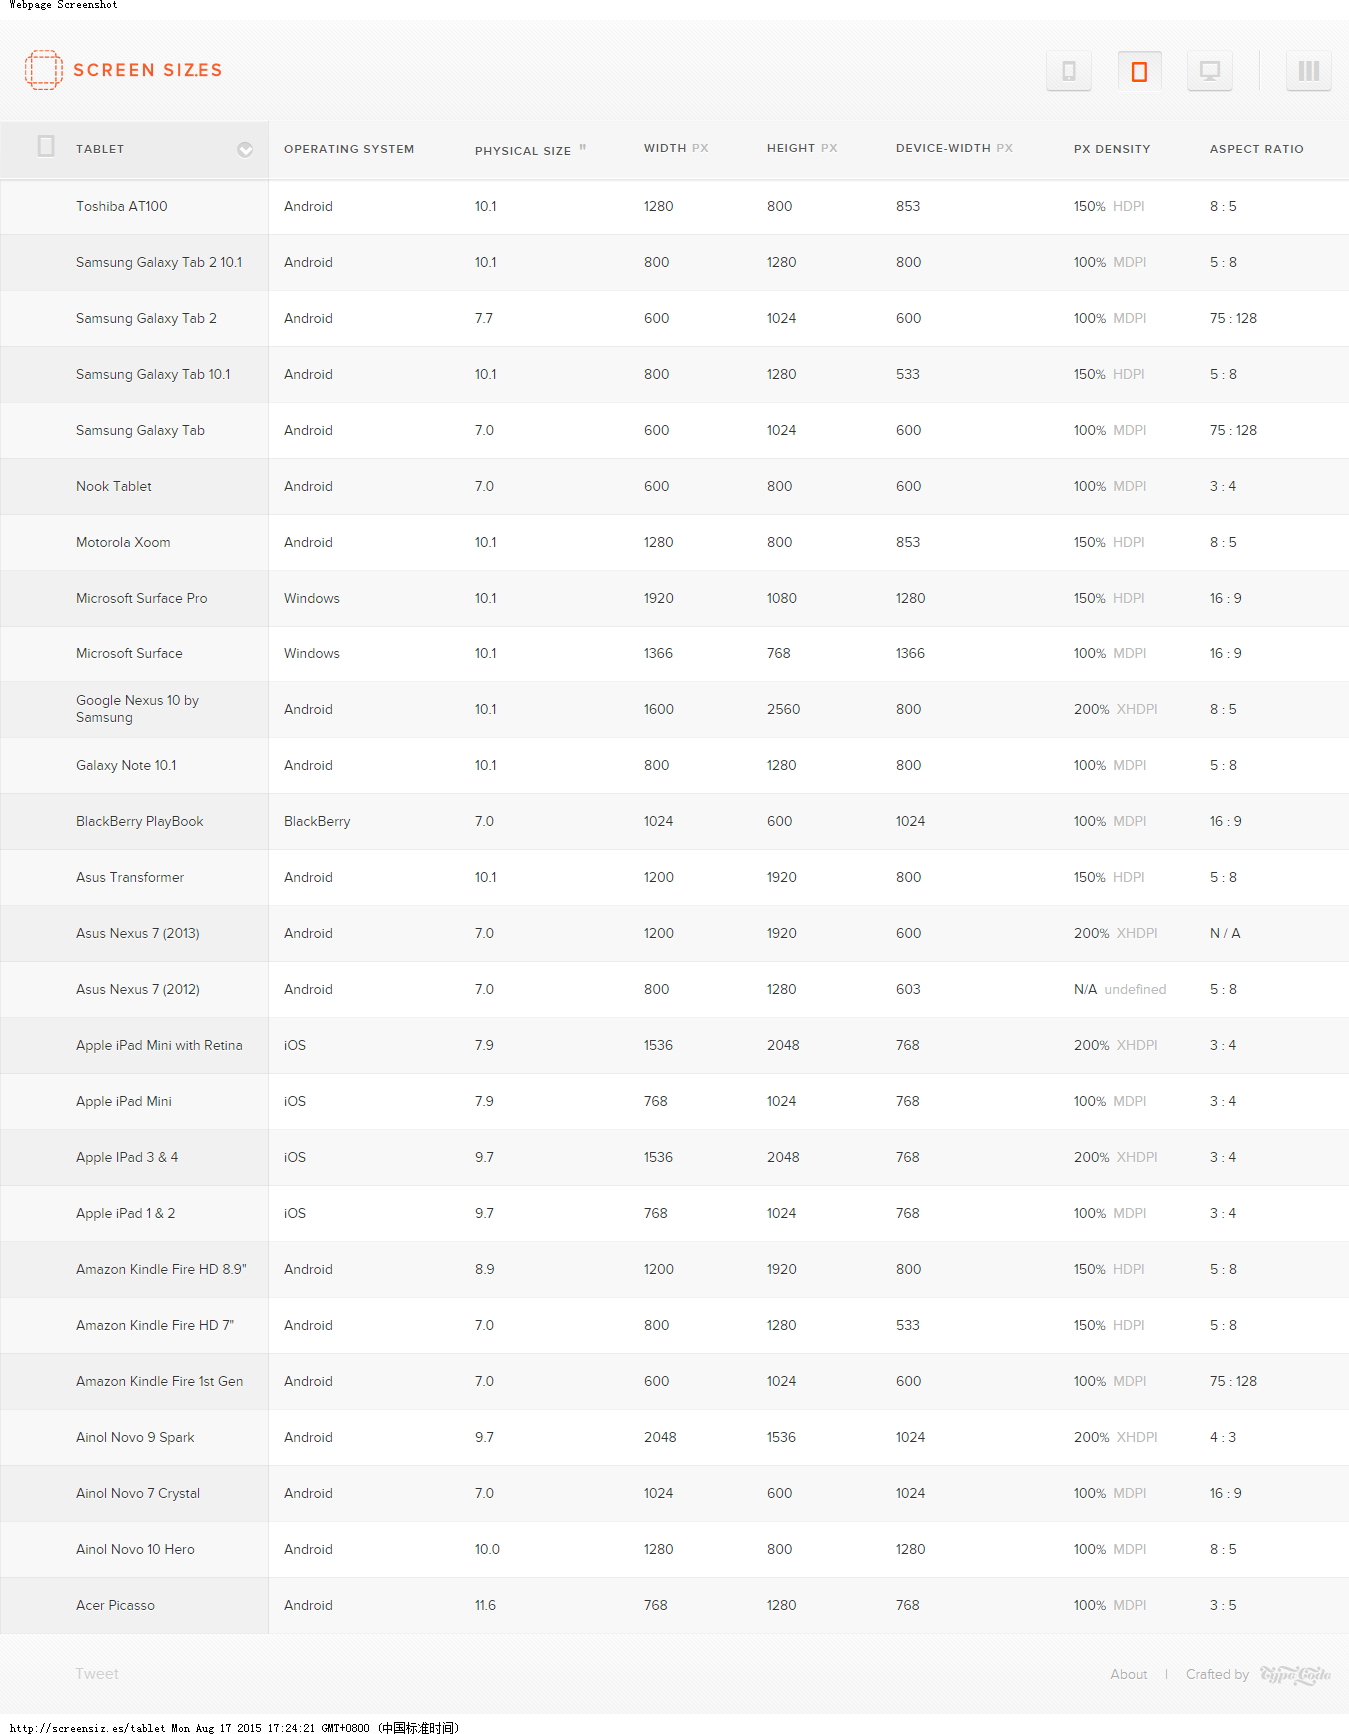 Webpage Screenshot
SCREEN SIZ.ES
TABLET OPERATING SYSTEM PHYSICAL SIZE " WIDTH PX HEIGHT PX DEVICE-WIDTH PX PX DENSITY ASPECT RATIO
Toshiba AT100 Android 10.1 1280 800 853 150% HDPI 8 : 5
Samsung Galaxy Tab 2 10.1 Android 10.1 800 1280 800 100% MDPI 5 : 8
Samsung Galaxy Tab 2 Android 7.7 600 1024 600 100% MDPI 75 : 128
Samsung Galaxy Tab 10.1 Android 10.1 800 1280 533 150% HDPI 5 : 8
Samsung Galaxy Tab Android 7.0 600 1024 600 100% MDPI 75 : 128
Nook Tablet Android 7.0 600 800 600 100% MDPI 3 : 4
Motorola Xoom Android 10.1 1280 800 853 150% HDPI 8 : 5
Microsoft Surface Pro Windows 10.1 1920 1080 1280 150% HDPI 16 : 9
Microsoft Surface Windows 10.1 1366 768 1366 100% MDPI 16 : 9
Google Nexus 10 by
Samsung Android 10.1 1600 2560 800 200% XHDPI 8 : 5
Galaxy Note 10.1 Android 10.1 800 1280 800 100% MDPI 5 : 8
BlackBerry PlayBook BlackBerry 7.0 1024 600 1024 100% MDPI 16 : 9
Asus Transformer Android 10.1 1200 1920 800 150% HDPI 5 : 8
Asus Nexus 7 (2013) Android 7.0 1200 1920 600 200% XHDPI N / A
Asus Nexus 7 (2012) Android 7.0 800 1280 603 N/A undefined 5 : 8
Apple iPad Mini with Retina iOS 7.9 1536 2048 768 200% XHDPI 3 : 4
Apple iPad Mini iOS 7.9 768 1024 768 100% MDPI 3 : 4
Apple IPad 3 & 4 iOS 9.7 1536 2048 768 200% XHDPI 3 : 4
Apple iPad 1 & 2 iOS 9.7 768 1024 768 100% MDPI 3 : 4
Amazon Kindle Fire HD 8.9" Android 8.9 1200 1920 800 150% HDPI 5 : 8
Amazon Kindle Fire HD 7" Android 7.0 800 1280 533 150% HDPI 5 : 8
Amazon Kindle Fire 1st Gen Android 7.0 600 1024 600 100% MDPI 75 : 128
Ainol Novo 9 Spark Android 9.7 2048 1536 1024 200% XHDPI 4 : 3
Ainol Novo 7 Crystal Android 7.0 1024 600 1024 100% MDPI 16 : 9
Ainol Novo 10 Hero Android 10.0 1280 800 1280 100% MDPI 8 : 5
Acer Picasso Android 11.6 768 1280 768 100% MDPI 3 : 5
Tweet About | Crafted by TypeCode
http://screensiz.es/tablet Mon Aug 17 2015 17:24:21 GMT+0800 (中国标准时间)